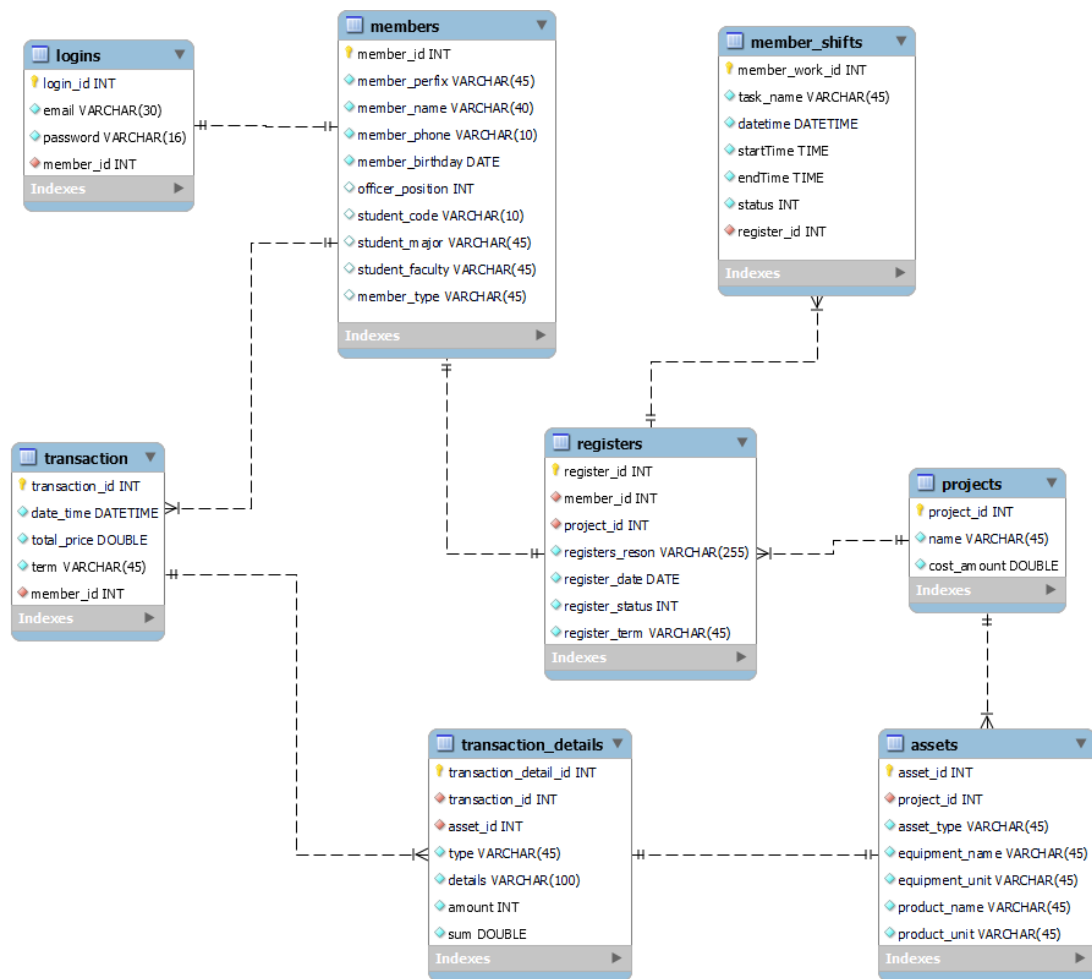 logins
login_id INT
email VARCHAR(30)
password VARCHAR(16)
member_id INT
Indexes
members
member_id INT
member_perfix VARCHAR(45)
member_name VARCHAR(40)
member_phone VARCHAR(10)
member_birthday DATE
officer_position INT
student_code VARCHAR(10)
student_major VARCHAR(45)
student_faculty VARCHAR(45)
member_type VARCHAR(45)
Indexes
member_shifts
member_work_id INT
task_name VARCHAR(45)
datetime DATETIME
startTime TIME
endTime TIME
status INT
register_id INT
Indexes
transaction
transaction_id INT
date_time DATETIME
total_price DOUBLE
term VARCHAR(45)
member_id INT
Indexes
registers
register_id INT
member_id INT
project_id INT
registers_reson VARCHAR(255)
register_date DATE
register_status INT
register_term VARCHAR(45)
Indexes
projects
project_id INT
name VARCHAR(45)
cost_amount DOUBLE
Indexes
transaction_details
transaction_detail_id INT
transaction_id INT
asset_id INT
type VARCHAR(45)
details VARCHAR(100)
amount INT
sum DOUBLE
Indexes
assets
asset_id INT
project_id INT
asset_type VARCHAR(45)
equipment_name VARCHAR(45)
equipment_unit VARCHAR(45)
product_name VARCHAR(45)
product_unit VARCHAR(45)
Indexes